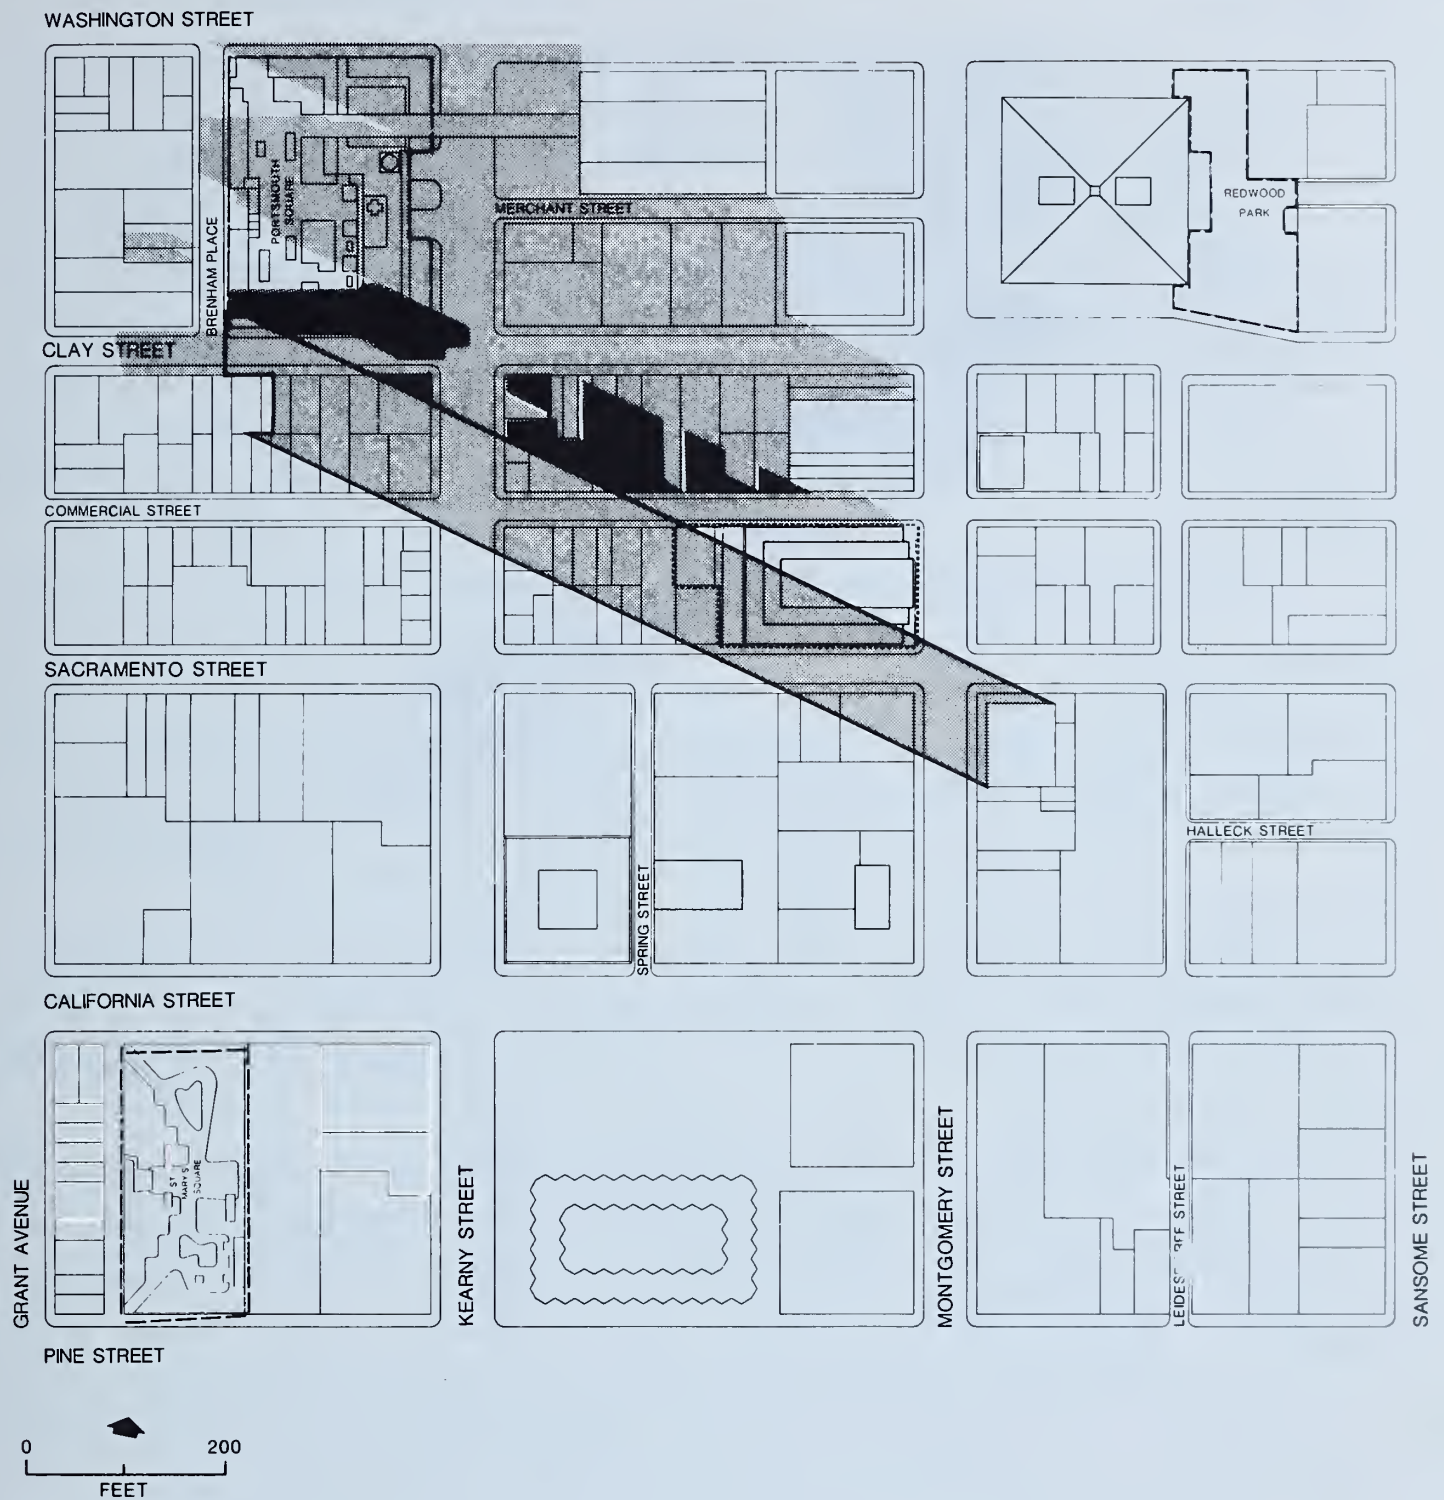 WASHINGTON STREET
PORTSMOUTH
SQUARE
BRENHAM PLACE
MERCHANT STREET
REDWOOD
PARK
CLAY STREET
COMMERCIAL STREET
SACRAMENTO STREET
HALLECK STREET
SPRING STREET
CALIFORNIA STREET
ST
MARY'S
SQUARE
GRANT AVENUE
KEARNY STREET
MONTGOMERY STREET
STREET
SANSOME STREET
PINE STREET
0 200
FEET